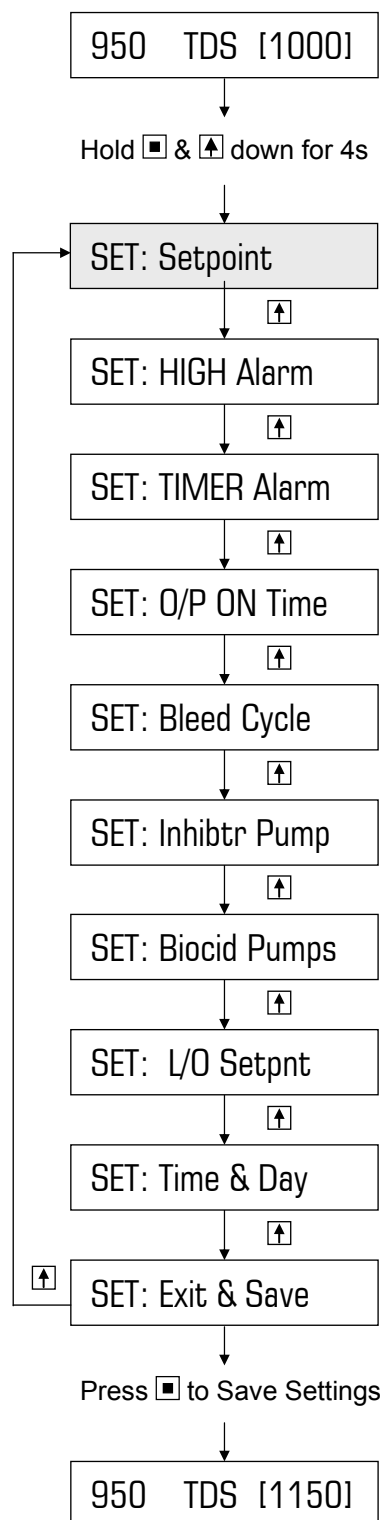 950 TDS [1000]
Hold & down for 4s
SET: Setpoint
SET: HIGH Alarm
SET: TIMER Alarm
SET: O/P ON Time
SET: Bleed Cycle
SET: Inhibtr Pump
SET: Biocid Pumps
SET: L/O Setpnt
SET: Time & Day
SET: Exit & Save
Press to Save Settings
950 TDS [1150]